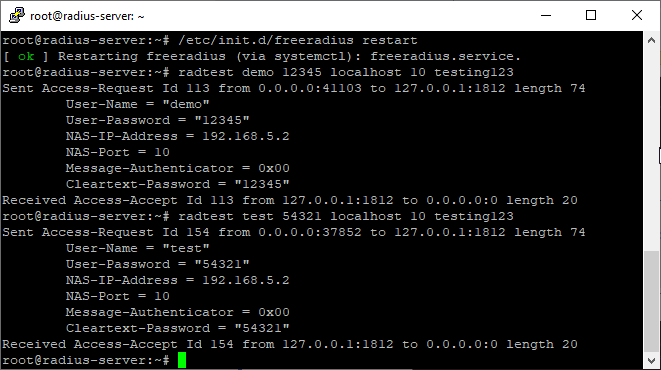 root@radius-server: ~
root@radius-server:~# /etc/init.d/freeradius restart
[ ok ] Restarting freeradius (via systemctl): freeradius.service.
root@radius-server:~# radtest demo 12345 localhost 10 testing123
Sent Access-Request Id 113 from 0.0.0.0:41103 to 127.0.0.1:1812 length 74
        User-Name = "demo"
        User-Password = "12345"
        NAS-IP-Address = 192.168.5.2
        NAS-Port = 10
        Message-Authenticator = 0x00
        Cleartext-Password = "12345"
Received Access-Accept Id 113 from 127.0.0.1:1812 to 0.0.0.0:0 length 20
root@radius-server:~# radtest test 54321 localhost 10 testing123
Sent Access-Request Id 154 from 0.0.0.0:37852 to 127.0.0.1:1812 length 74
        User-Name = "test"
        User-Password = "54321"
        NAS-IP-Address = 192.168.5.2
        NAS-Port = 10
        Message-Authenticator = 0x00
        Cleartext-Password = "54321"
Received Access-Accept Id 154 from 127.0.0.1:1812 to 0.0.0.0:0 length 20
root@radius-server:~#